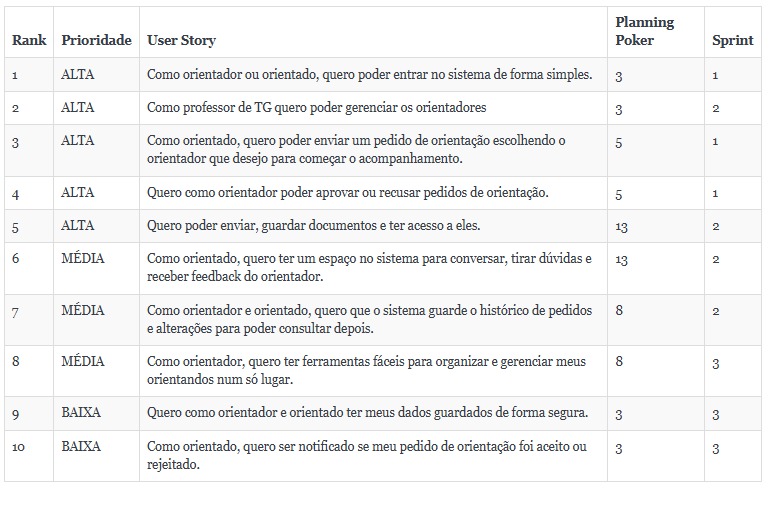 Rank Prioridade User Story Planning Poker Sprint
1 ALTA Como orientador ou orientado, quero poder entrar no sistema de forma simples. 3 1
2 ALTA Como professor de TG quero poder gerenciar os orientadores 3 2
3 ALTA Como orientado, quero poder enviar um pedido de orientação escolhendo o 5 1
orientador que desejo para começar o acompanhamento.
4 ALTA Quero como orientador poder aprovar ou recusar pedidos de orientação. 5 1
5 ALTA Quero poder enviar, guardar documentos e ter acesso a eles. 13 2
6 MÉDIA Como orientado, quero ter um espaço no sistema para conversar, tirar dúvidas e 13 2
receber feedback do orientador.
7 MÉDIA Como orientador e orientado, quero que o sistema guarde o histórico de pedidos 8 2
e alterações para poder consultar depois.
8 MÉDIA Como orientador, quero ter ferramentas fáceis para organizar e gerenciar meus 8 3
orientandos num só lugar.
9 BAIXA Quero como orientador e orientado ter meus dados guardados de forma segura. 3 3
10 BAIXA Como orientado, quero ser notificado se meu pedido de orientação foi aceito ou 3 3
rejeitado.